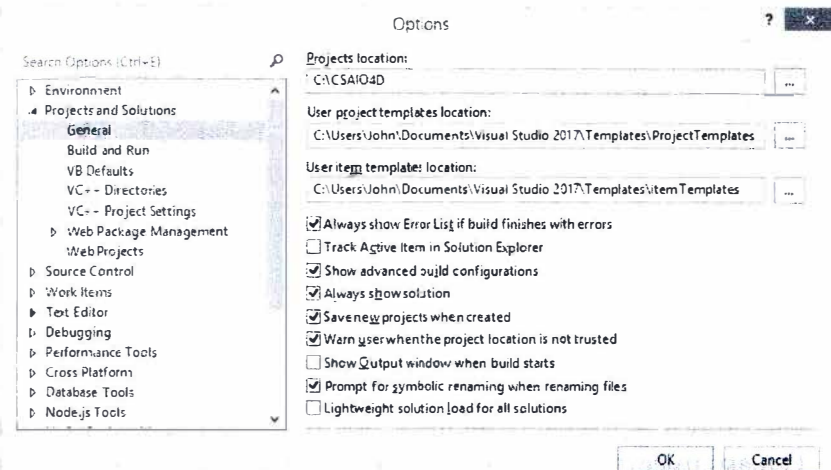 Options
?
Search Options (Ctrl+E)
Environment
Projects and Solutions
General
Build and Run
VB Defaults
VC++ Directories
VC++ Project Settings
Web Package Management
Web Projects
Source Control
Work Items
Text Editor
Debugging
Performance Tools
Cross Platform
Database Tools
Node.js Tools
Projects location:
C:\CSAIO4D
...
User project templates location:
C:\Users\John\Documents\Visual Studio 2017\Templates\ProjectTemplates
...
User item templates location:
C:\Users\John\Documents\Visual Studio 2017\Templates\ItemTemplates
...
Always show Error List if build finishes with errors
Track Active Item in Solution Explorer
Show advanced build configurations
Always show solution
Save new projects when created
Warn user when the project location is not trusted
Show Output window when build starts
Prompt for symbolic renaming when renaming files
Lightweight solution load for all solutions
OK
Cancel